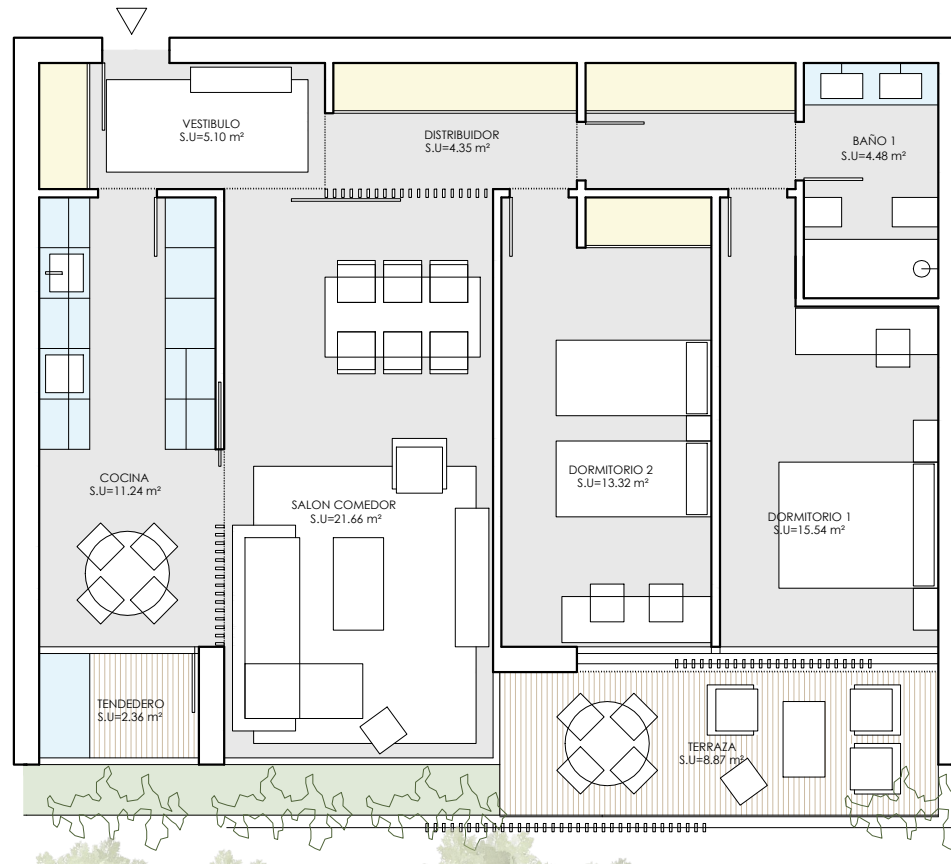 VESTIBULO
S.U=5.10 m²
DISTRIBUIDOR
S.U=4.35 m²
BAÑO 1
S.U=4.48 m²
COCINA
S.U=11.24 m²
SALON COMEDOR
S.U=21.66 m²
DORMITORIO 2
S.U=13.32 m²
DORMITORIO 1
S.U=15.54 m²
TENDEDERO
S.U=2.36 m²
TERRAZA
S.U=8.87 m²